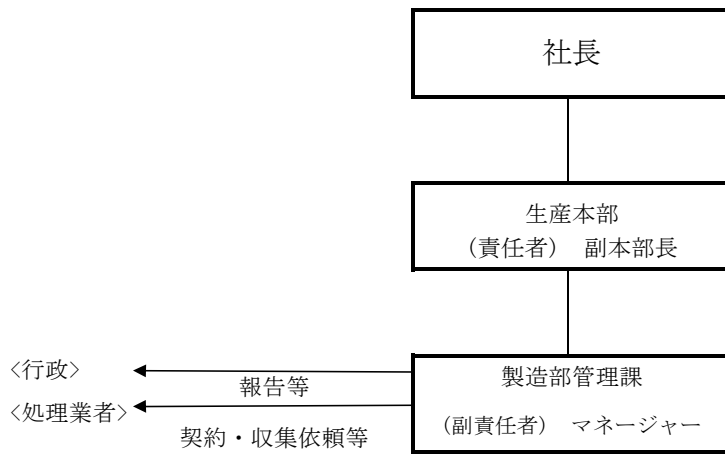 社長
生産本部
（責任者）　副本部長
<行政>
報告等
製造部管理課
<処理業者>
（副責任者）　マネージャー
契約・収集依頼等